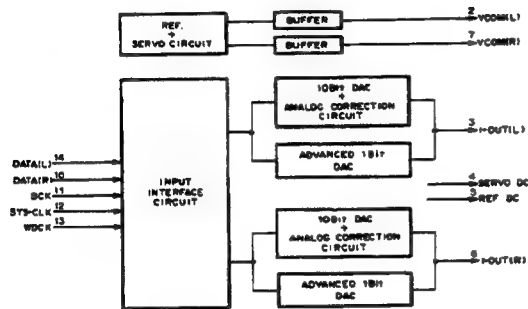 REF.
+
SERVO CIRCUIT
BUFFER
2
VCOM(L)
BUFFER
7
VCOM(R)
INPUT
INTERFACE
CIRCUIT
10Bit DAC
+
ANALOG CORRECTION
CIRCUIT
ADVANCED 1Bit
DAC
3
I-OUT(L)
DATA(L) 14
DATA(R) 10
BCK 11
SYS-CLK 12
WDCK 13
4
SERVO DC
5
REF DC
10Bit DAC
+
ANALOG CORRECTION
CIRCUIT
ADVANCED 1Bit
DAC
6
I-OUT(R)